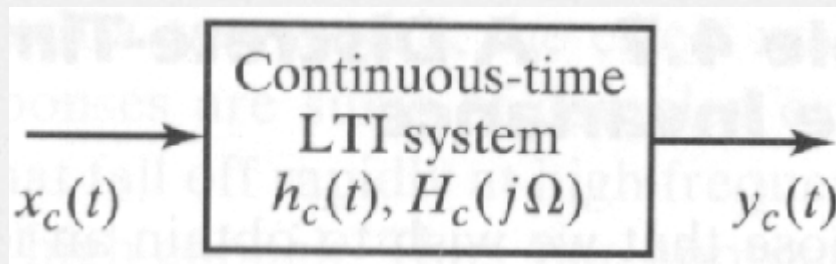 Continuous-time
LTI system
h_c(t), H_c(jΩ)
x_c(t)
y_c(t)